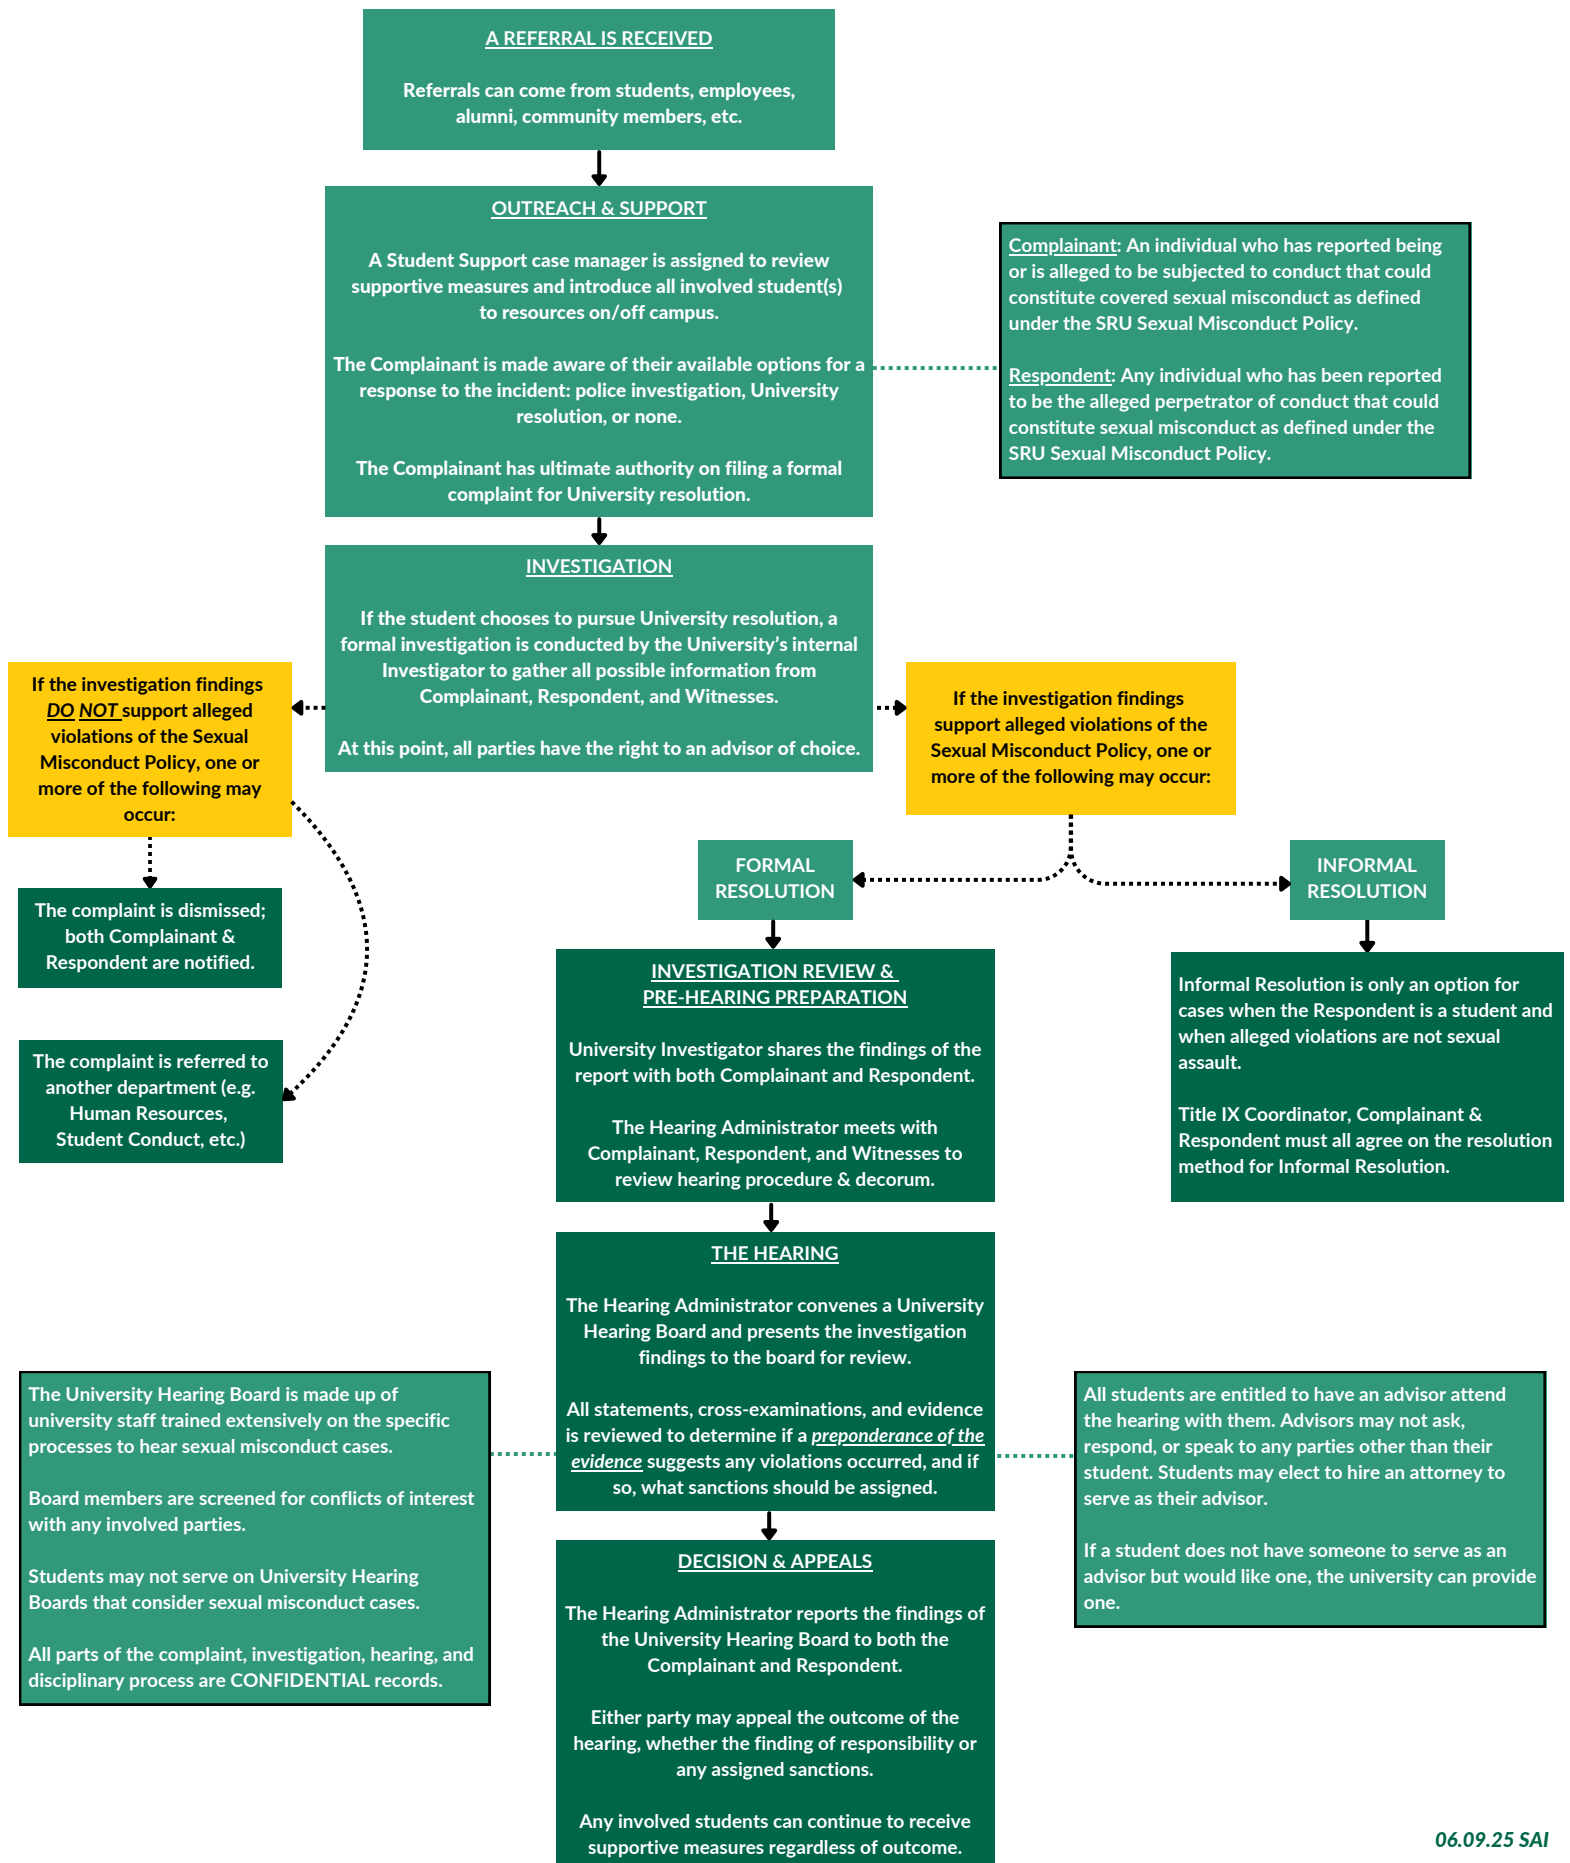 A REFERRAL IS RECEIVED
Referrals can come from students, employees,
alumni, community members, etc.
OUTREACH & SUPPORT
A Student Support case manager is assigned to review
supportive measures and introduce all involved student(s)
to resources on/off campus.
The Complainant is made aware of their available options for a
response to the incident: police investigation, University
resolution, or none.
The Complainant has ultimate authority on filing a formal
complaint for University resolution.
Complainant: An individual who has reported being
or is alleged to be subjected to conduct that could
constitute covered sexual misconduct as defined
under the SRU Sexual Misconduct Policy.
Respondent: Any individual who has been reported
to be the alleged perpetrator of conduct that could
constitute sexual misconduct as defined under the
SRU Sexual Misconduct Policy.
INVESTIGATION
If the student chooses to pursue University resolution, a
formal investigation is conducted by the University’s internal
Investigator to gather all possible information from
Complainant, Respondent, and Witnesses.
At this point, all parties have the right to an advisor of choice.
If the investigation findings
DO NOT support alleged
violations of the Sexual
Misconduct Policy, one or
more of the following may
occur:
The complaint is dismissed;
both Complainant &
Respondent are notified.
The complaint is referred to
another department (e.g.
Human Resources,
Student Conduct, etc.)
If the investigation findings
support alleged violations of the
Sexual Misconduct Policy, one or
more of the following may occur:
FORMAL
RESOLUTION
INFORMAL
RESOLUTION
INVESTIGATION REVIEW &
PRE-HEARING PREPARATION
University Investigator shares the findings of the
report with both Complainant and Respondent.
The Hearing Administrator meets with
Complainant, Respondent, and Witnesses to
review hearing procedure & decorum.
Informal Resolution is only an option for
cases when the Respondent is a student and
when alleged violations are not sexual
assault.
Title IX Coordinator, Complainant &
Respondent must all agree on the resolution
method for Informal Resolution.
THE HEARING
The Hearing Administrator convenes a University
Hearing Board and presents the investigation
findings to the board for review.
All statements, cross-examinations, and evidence
is reviewed to determine if a preponderance of the
evidence suggests any violations occurred, and if
so, what sanctions should be assigned.
The University Hearing Board is made up of
university staff trained extensively on the specific
processes to hear sexual misconduct cases.
Board members are screened for conflicts of interest
with any involved parties.
Students may not serve on University Hearing
Boards that consider sexual misconduct cases.
All parts of the complaint, investigation, hearing, and
disciplinary process are CONFIDENTIAL records.
All students are entitled to have an advisor attend
the hearing with them. Advisors may not ask,
respond, or speak to any parties other than their
student. Students may elect to hire an attorney to
serve as their advisor.
If a student does not have someone to serve as an
advisor but would like one, the university can provide
one.
DECISION & APPEALS
The Hearing Administrator reports the findings of
the University Hearing Board to both the
Complainant and Respondent.
Either party may appeal the outcome of the
hearing, whether the finding of responsibility or
any assigned sanctions.
Any involved students can continue to receive
supportive measures regardless of outcome.
06.09.25 SAI